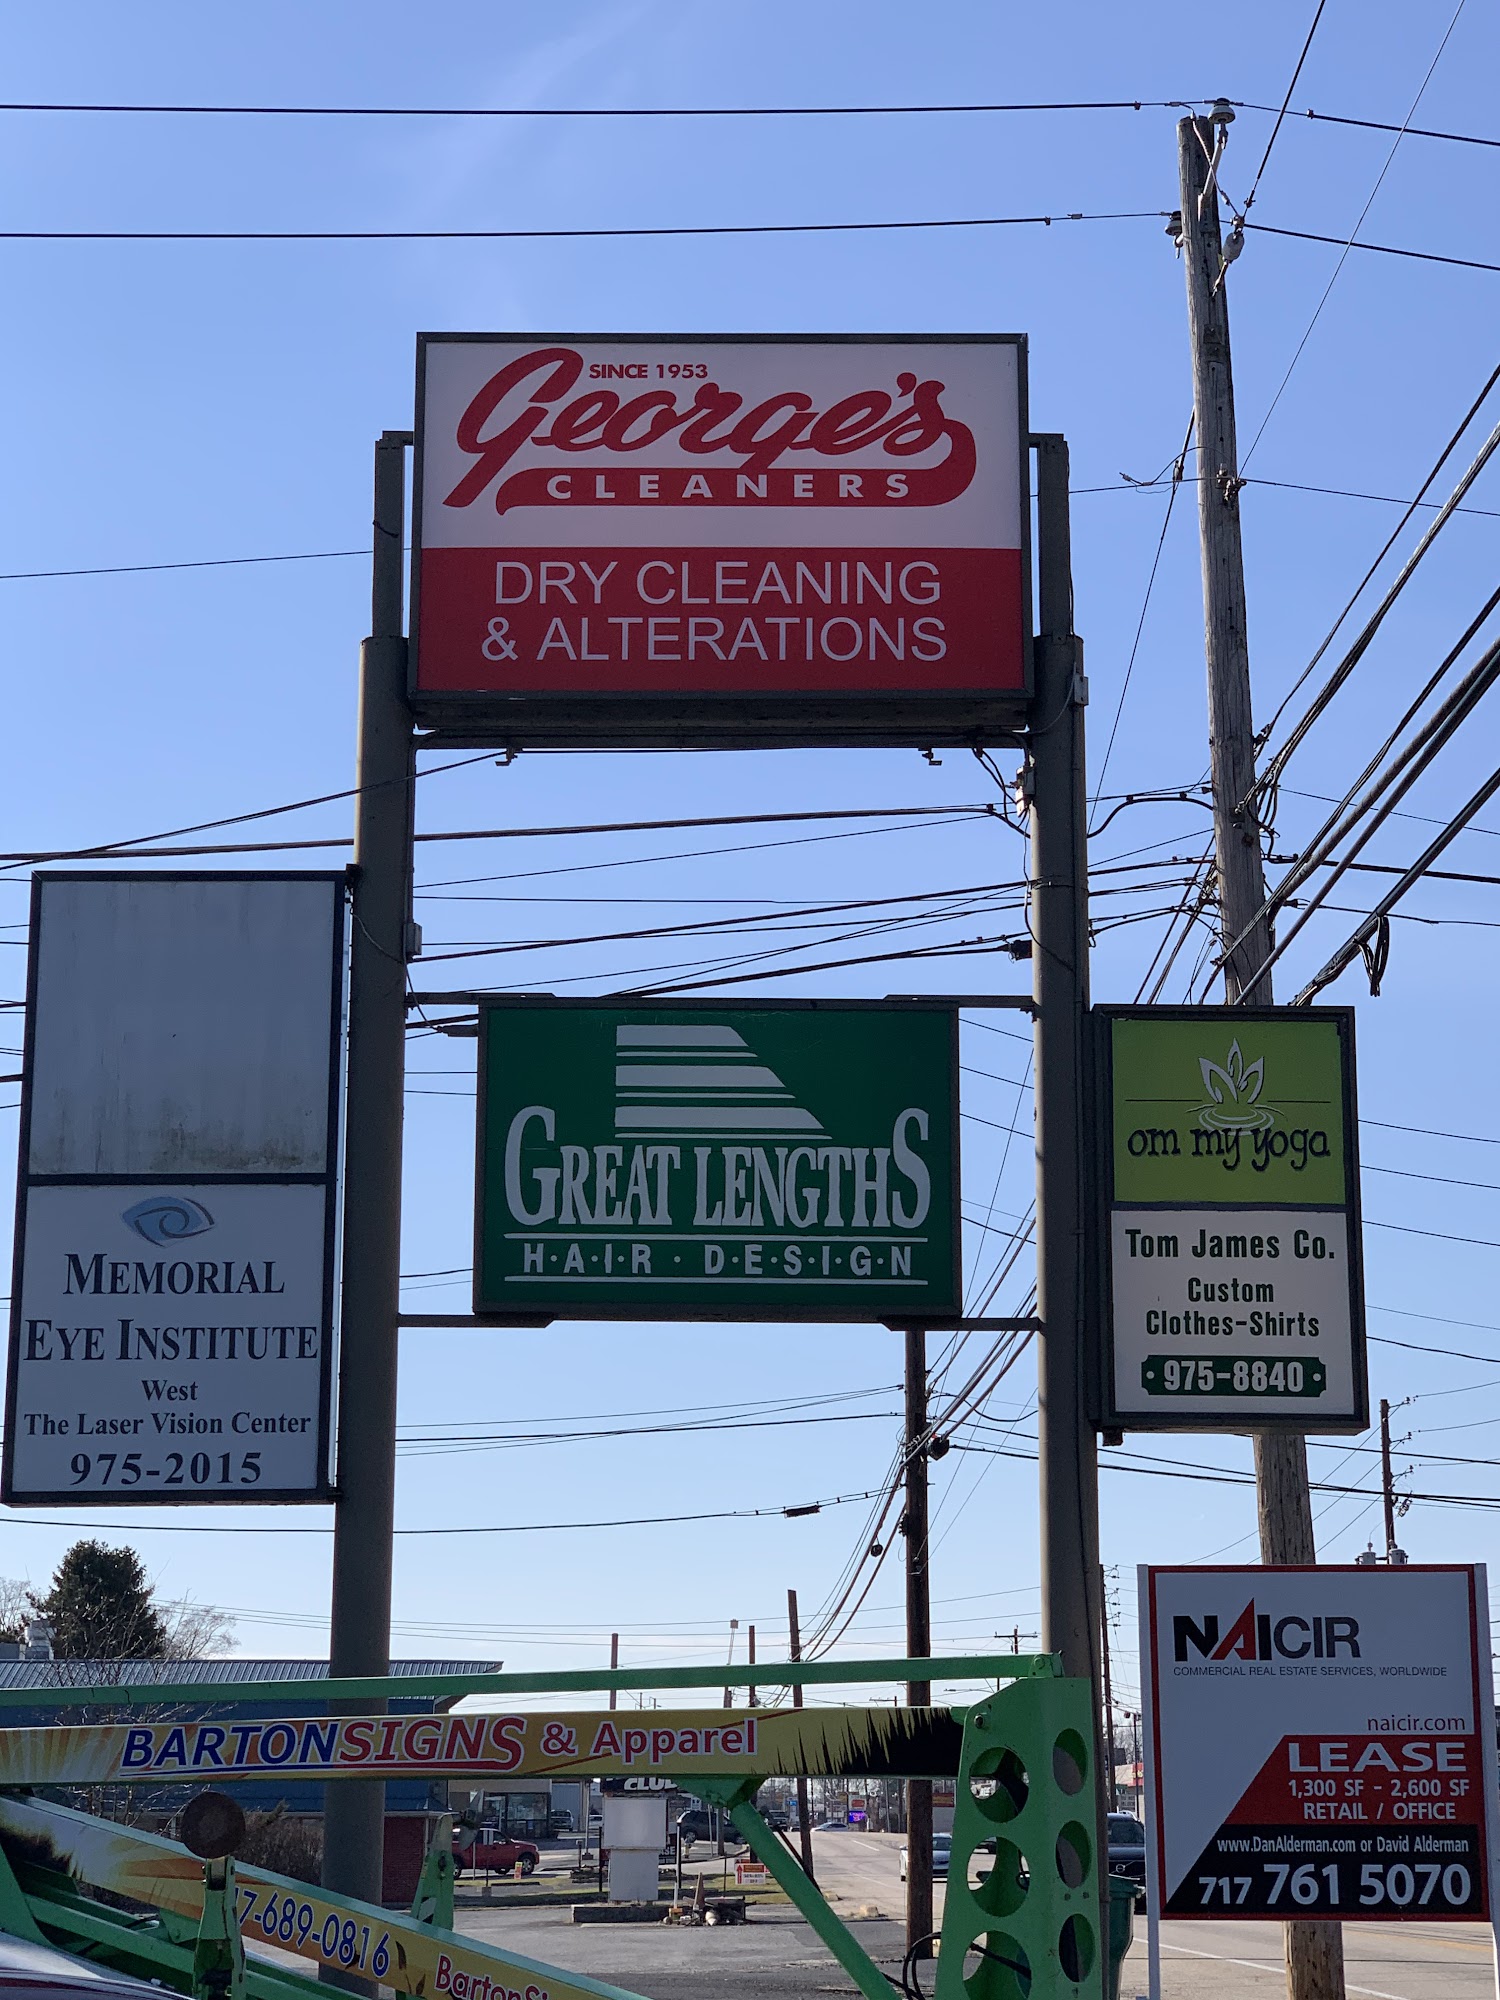 SINCE 1953
George's
CLEANERS
DRY CLEANING
& ALTERATIONS
MEMORIAL
EYE INSTITUTE
West
The Laser Vision Center
975-2015
GREAT LENGTHS
H·A·I·R · D·E·S·I·G·N
om my yoga
Tom James Co.
Custom
Clothes-Shirts
· 975-8840 ·
NAICIR
COMMERCIAL REAL ESTATE SERVICES, WORLDWIDE
naicir.com
LEASE
1,300 SF - 2,600 SF
RETAIL / OFFICE
www.DanAlderman.com or David Alderman
717 761 5070
BARTONSIGNS & Apparel
7-689-0816